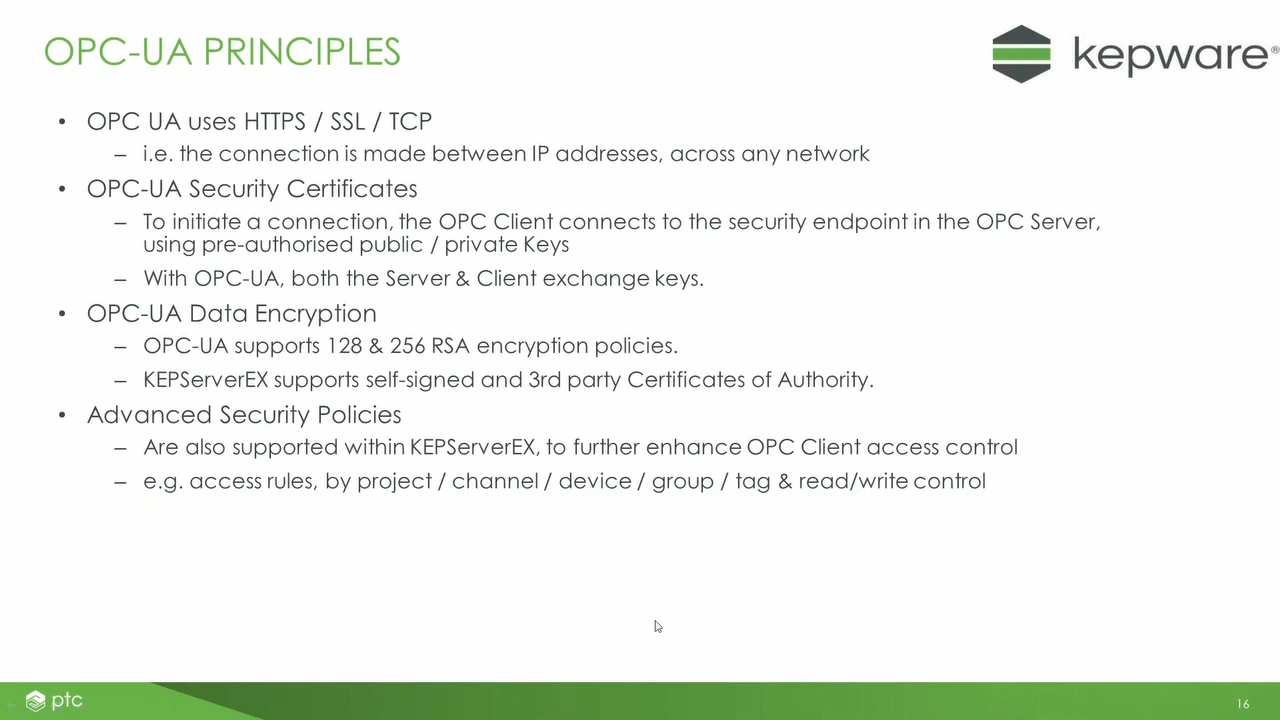 OPC-UA PRINCIPLES
kepware®
• OPC UA uses HTTPS / SSL / TCP
– i.e. the connection is made between IP addresses, across any network
• OPC-UA Security Certificates
– To initiate a connection, the OPC Client connects to the security endpoint in the OPC Server,
using pre-authorised public / private Keys
– With OPC-UA, both the Server & Client exchange keys.
• OPC-UA Data Encryption
– OPC-UA supports 128 & 256 RSA encryption policies.
– KEPServerEX supports self-signed and 3rd party Certificates of Authority.
• Advanced Security Policies
– Are also supported within KEPServerEX, to further enhance OPC Client access control
– e.g. access rules, by project / channel / device / group / tag & read/write control
ptc
16